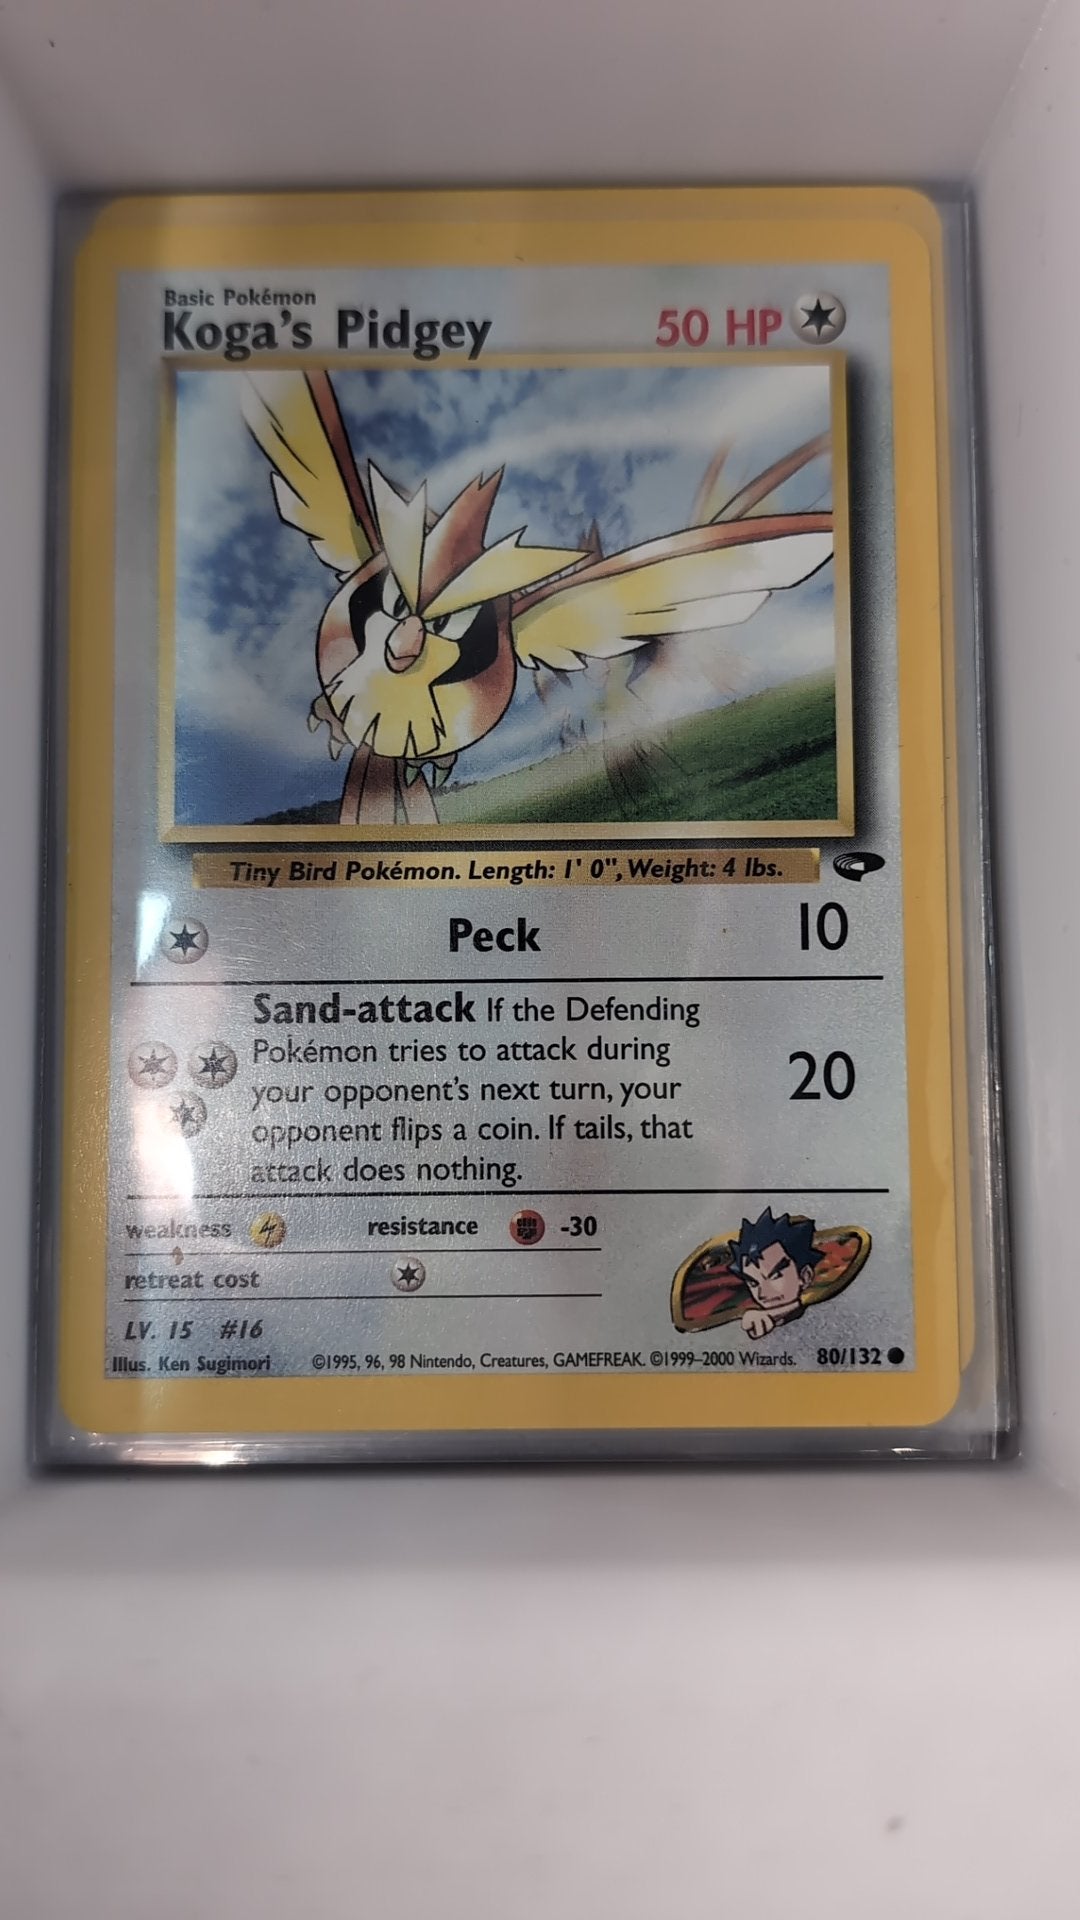 Basic Pokémon
Koga's Pidgey 50 HP
Tiny Bird Pokémon. Length: 1' 0", Weight: 4 lbs.
Peck 10
Sand-attack If the Defending
Pokémon tries to attack during
your opponent's next turn, your
opponent flips a coin. If tails, that
attack does nothing.
20
weakness resistance -30
retreat cost
LV. 15 #16
Illus. Ken Sugimori ©1995, 96, 98 Nintendo, Creatures, GAMEFREAK. ©1999-2000 Wizards. 80/132